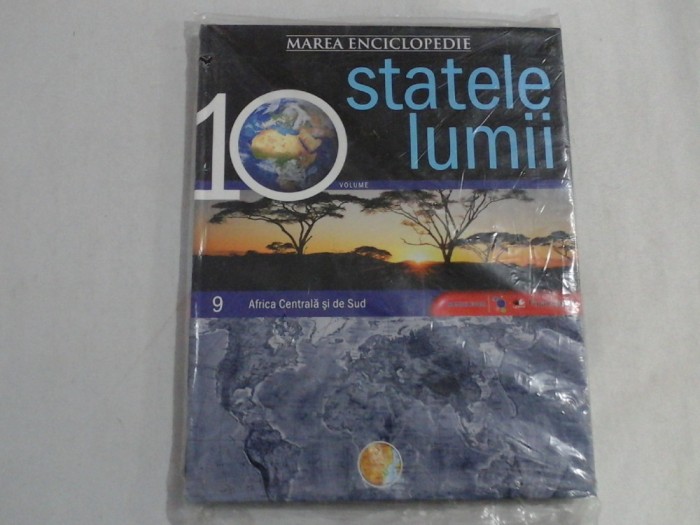 MAREA ENCICLOPEDIE
statele
lumii
10
VOLUME
9 Africa Centrală și de Sud